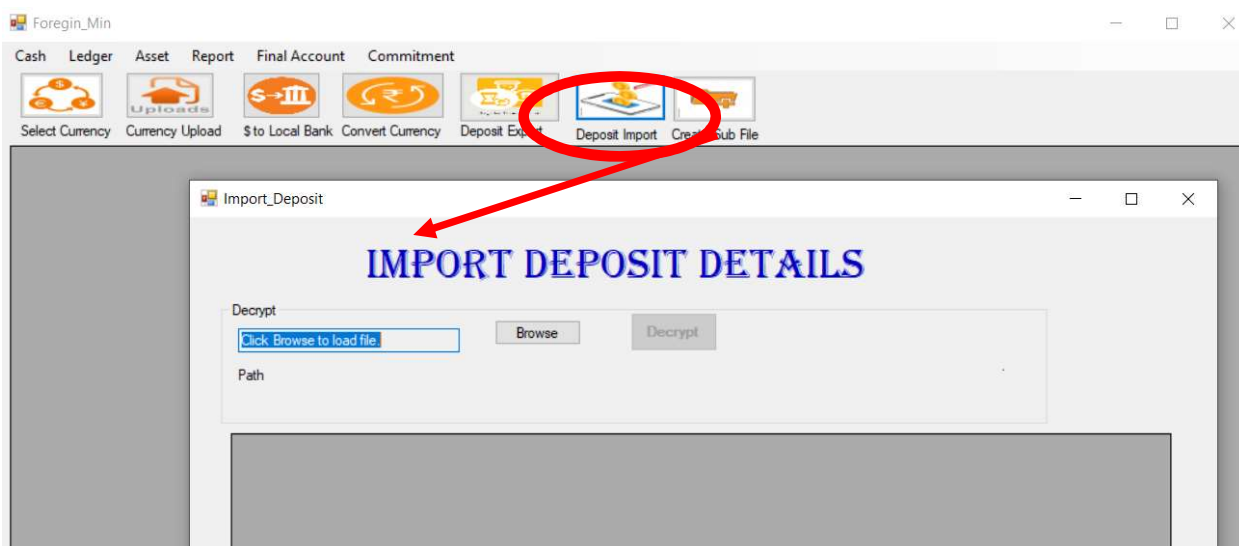 Foregin_Min
Cash Ledger Asset Report Final Account Commitment
Uploads
Select Currency Currency Upload $ to Local Bank Convert Currency Deposit Export Deposit Import Create Sub File
Import_Deposit
IMPORT DEPOSIT DETAILS
Decrypt
Click Browse to load file. Browse Decrypt
Path